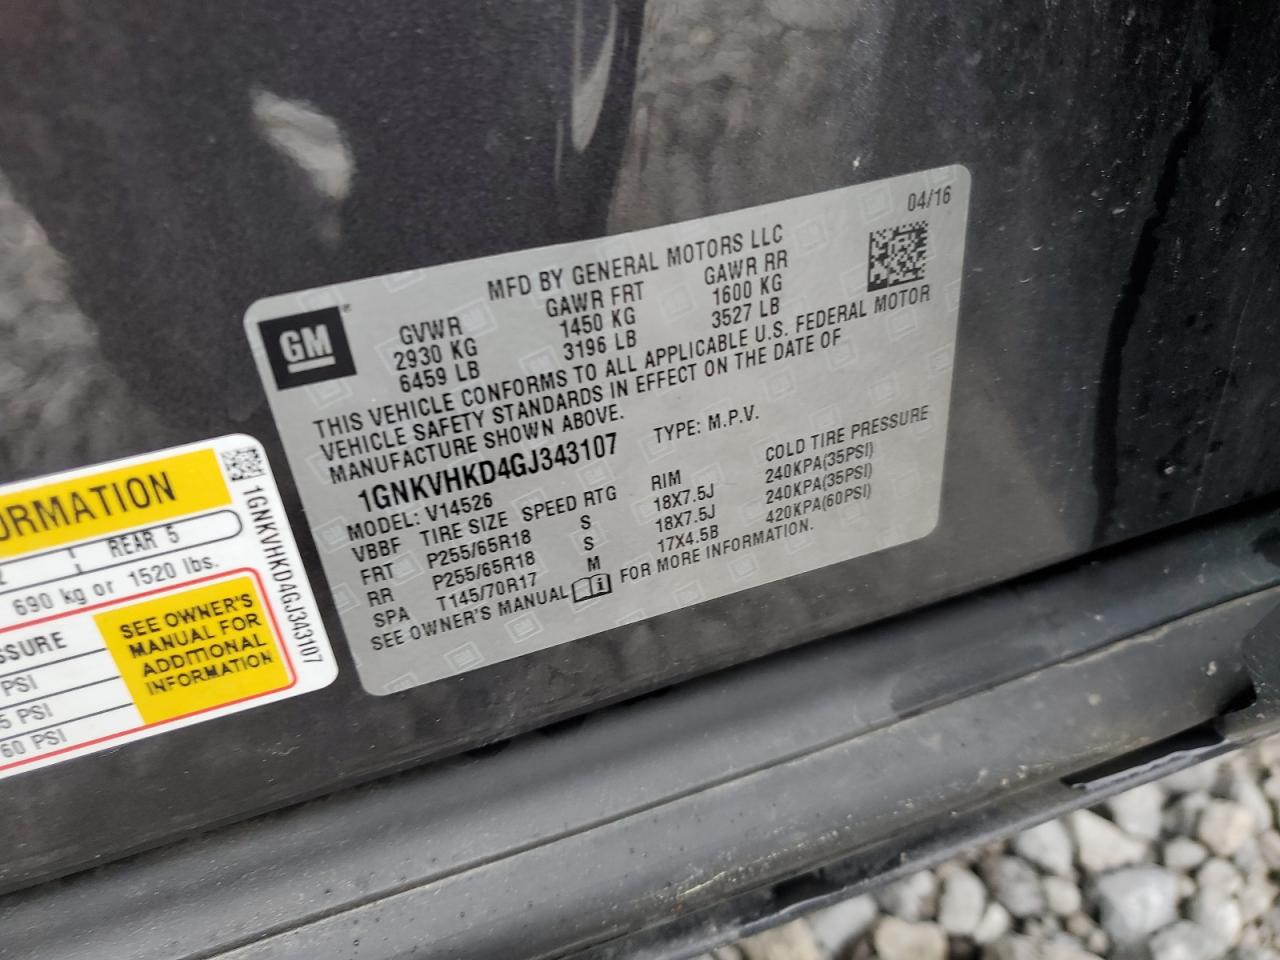 04/16
MFD BY GENERAL MOTORS LLC
GM
GVWR GAWR FRT GAWR RR
2930 KG 1450 KG 1600 KG
6459 LB 3196 LB 3527 LB
THIS VEHICLE CONFORMS TO ALL APPLICABLE U.S. FEDERAL MOTOR
VEHICLE SAFETY STANDARDS IN EFFECT ON THE DATE OF
MANUFACTURE SHOWN ABOVE.
1GNKVHKD4GJ343107 TYPE: M.P.V.
MODEL: V14526
VBBF TIRE SIZE SPEED RTG RIM COLD TIRE PRESSURE
FRT P255/65R18 S 18X7.5J 240KPA(35PSI)
RR P255/65R18 S 18X7.5J 240KPA(35PSI)
SPA T145/70R17 M 17X4.5B 420KPA(60PSI)
SEE OWNER'S MANUAL FOR MORE INFORMATION.
ORMATION
REAR 5
690 kg or 1520 lbs.
SSURE
PSI
5 PSI
60 PSI
SEE OWNER'S
MANUAL FOR
ADDITIONAL
INFORMATION
1GNKVHKD4GJ343107